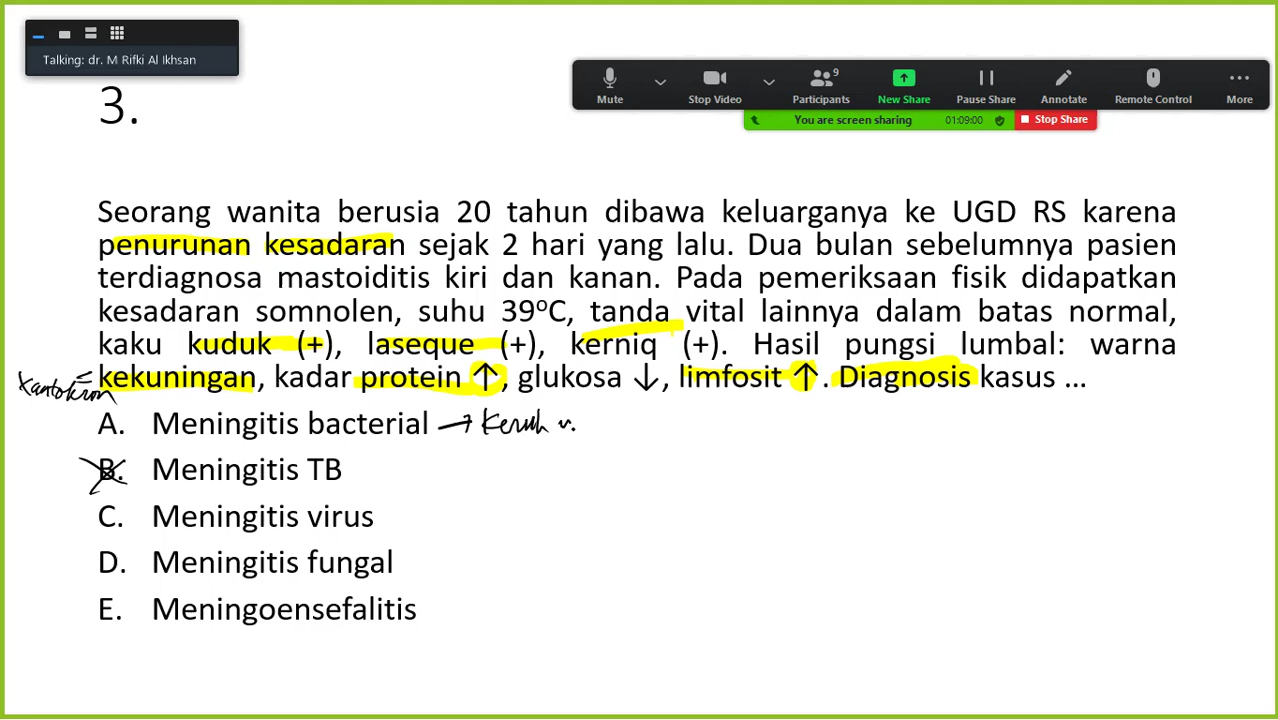 Talking: dr. M Rifki Al Ikhsan
Mute
Stop Video
9
Participants
New Share
Pause Share
Annotate
Remote Control
More
You are screen sharing
01:09:00
Stop Share
3.
Seorang wanita berusia 20 tahun dibawa keluarganya ke UGD RS karena
penurunan kesadaran sejak 2 hari yang lalu. Dua bulan sebelumnya pasien
terdiagnosa mastoiditis kiri dan kanan. Pada pemeriksaan fisik didapatkan
kesadaran somnolen, suhu 39°C, tanda vital lainnya dalam batas normal,
kaku kuduk (+), laseque (+), kerniq (+). Hasil pungsi lumbal: warna
kekuningan, kadar protein ↑, glukosa ↓, limfosit ↑. Diagnosis kasus ...
Xantokrom
A. Meningitis bacterial → Keruh
B. Meningitis TB
C. Meningitis virus
D. Meningitis fungal
E. Meningoensefalitis